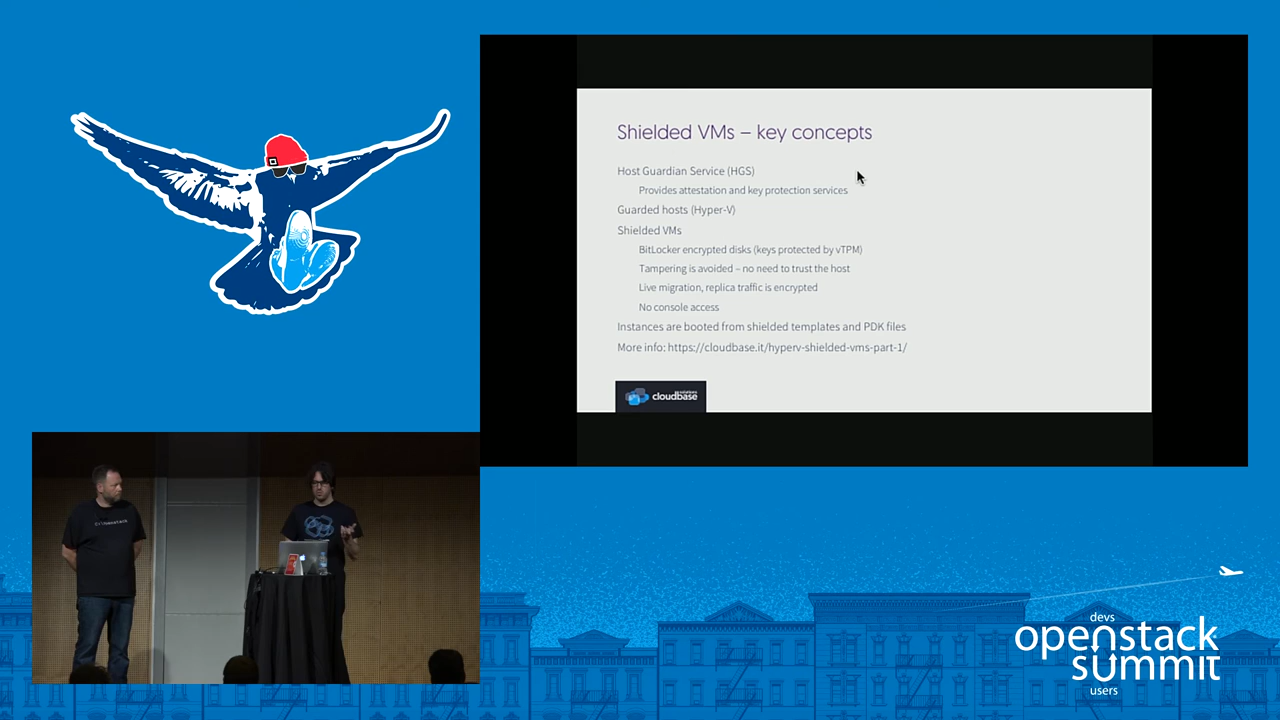 Shielded VMs – key concepts
Host Guardian Service (HGS)
Provides attestation and key protection services
Guarded hosts (Hyper-V)
Shielded VMs
BitLocker encrypted disks (keys protected by vTPM)
Tampering is avoided – no need to trust the host
Live migration, replica traffic is encrypted
No console access
Instances are booted from shielded templates and PDK files
More info: https://cloudbase.it/hyperv-shielded-vms-part-1/
cloudbase
solutions
devs
openstack
summit
users